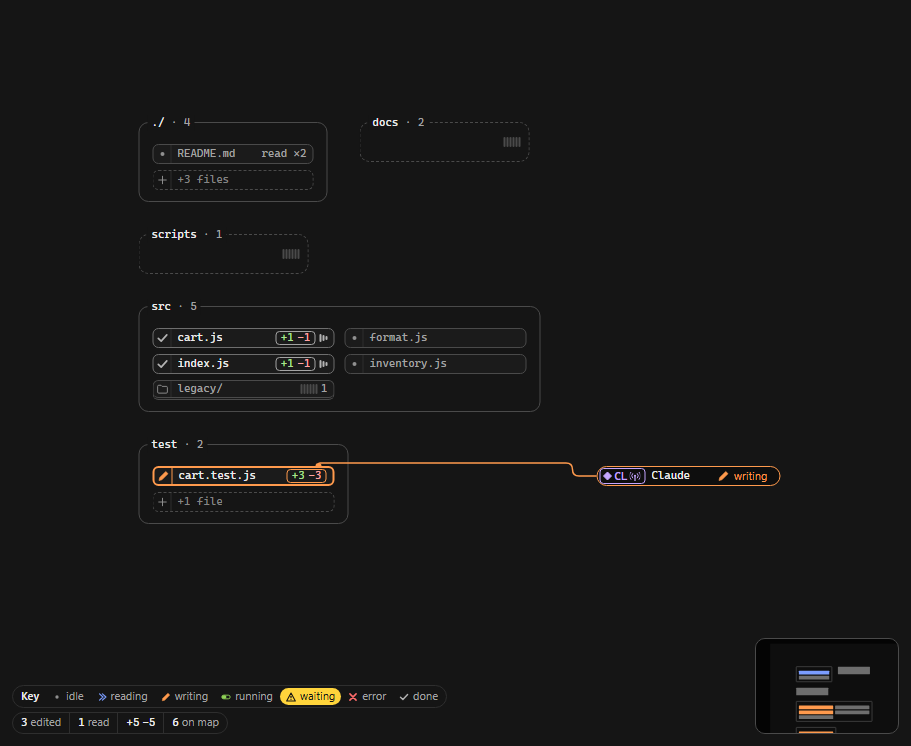 ./ · 4
README.md read ×2
+3 files
docs · 2
scripts · 1
src · 5
cart.js +1 −1
format.js
index.js +1 −1
inventory.js
legacy/ 1
test · 2
cart.test.js +3 −3
+1 file
CL Claude writing
Key idle reading writing running waiting error done
3 edited 1 read +5 −5 6 on map